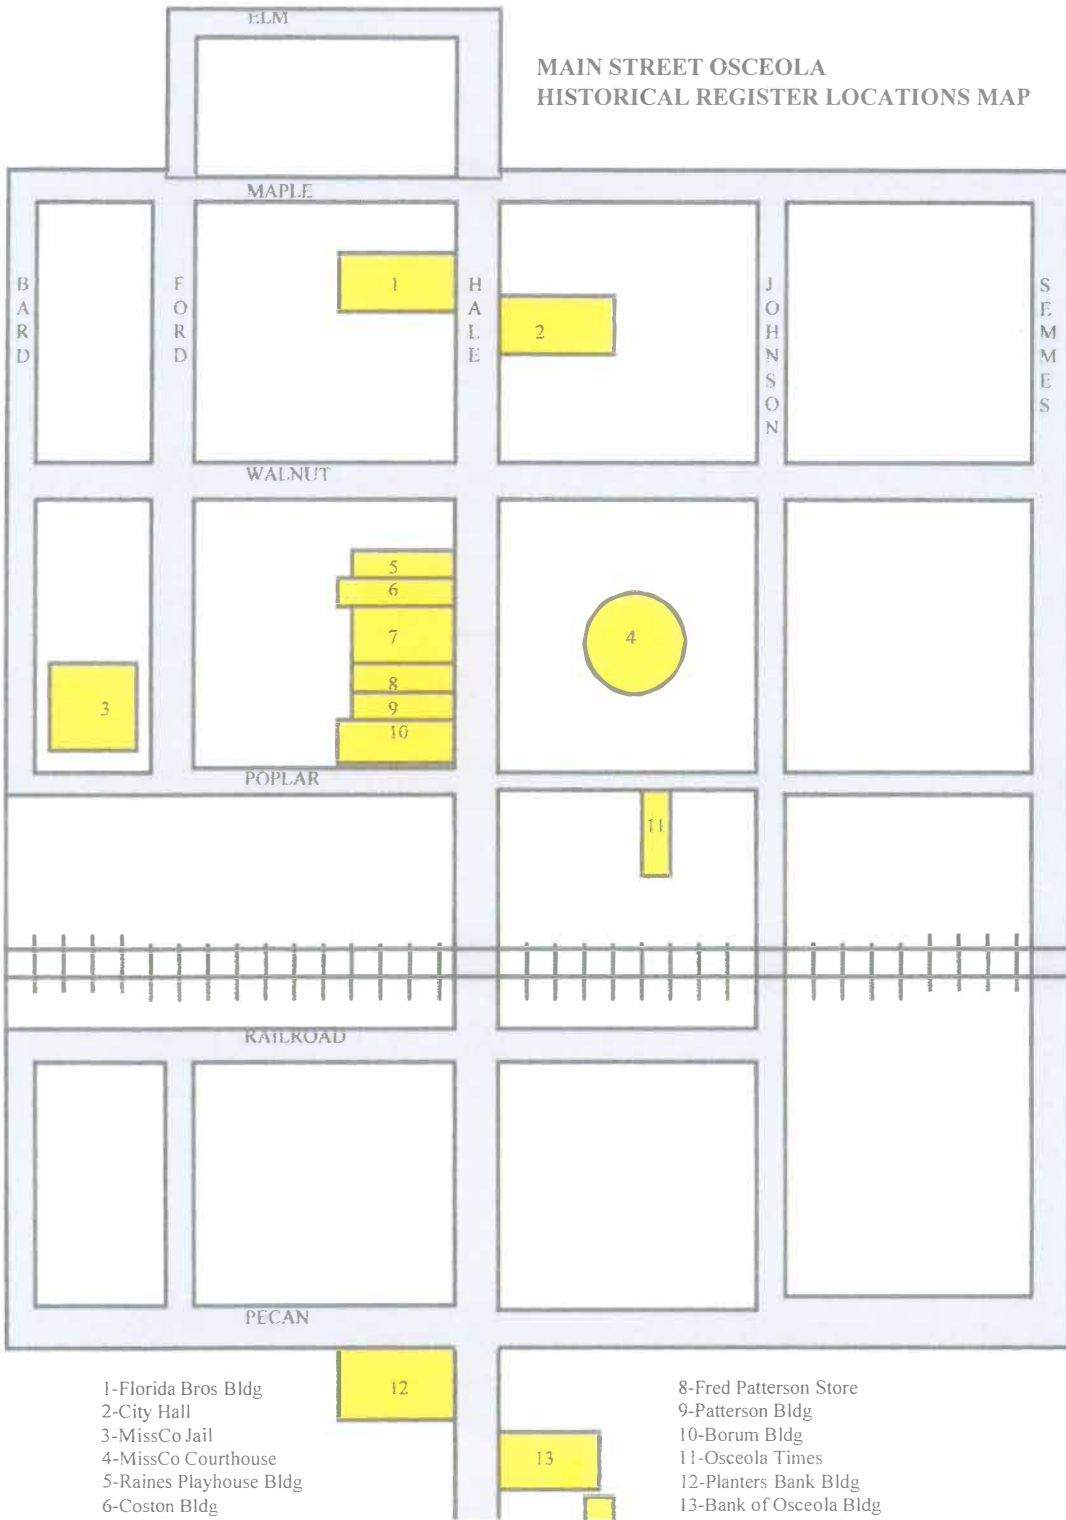 ELM
MAIN STREET OSCEOLA
HISTORICAL REGISTER LOCATIONS MAP
MAPLE
BARD
FORD
HALE
JOHNSON
SEMMES
1
2
WALNUT
5
6
7
8
9
10
4
3
POPLAR
11
RAILROAD
PECAN
12
13
1-Florida Bros Bldg
2-City Hall
3-MissCo Jail
4-MissCo Courthouse
5-Raines Playhouse Bldg
6-Coston Bldg
8-Fred Patterson Store
9-Patterson Bldg
10-Borum Bldg
11-Osceola Times
12-Planters Bank Bldg
13-Bank of Osceola Bldg